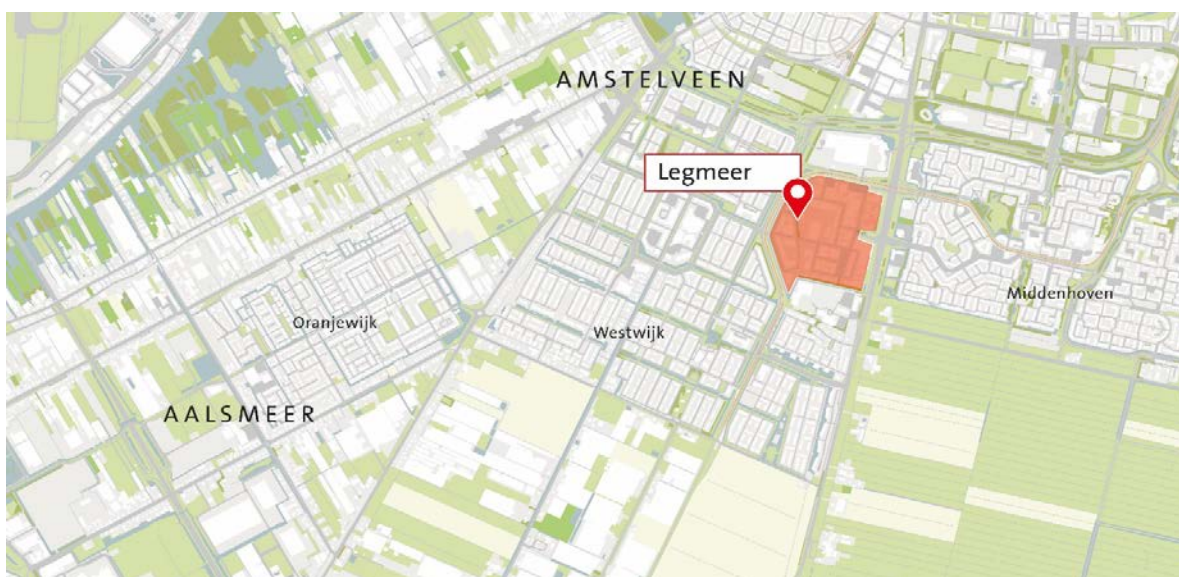 AMSTELVEEN
Legmeer
Middenhoven
Oranjewijk
Westwijk
AALSMEER